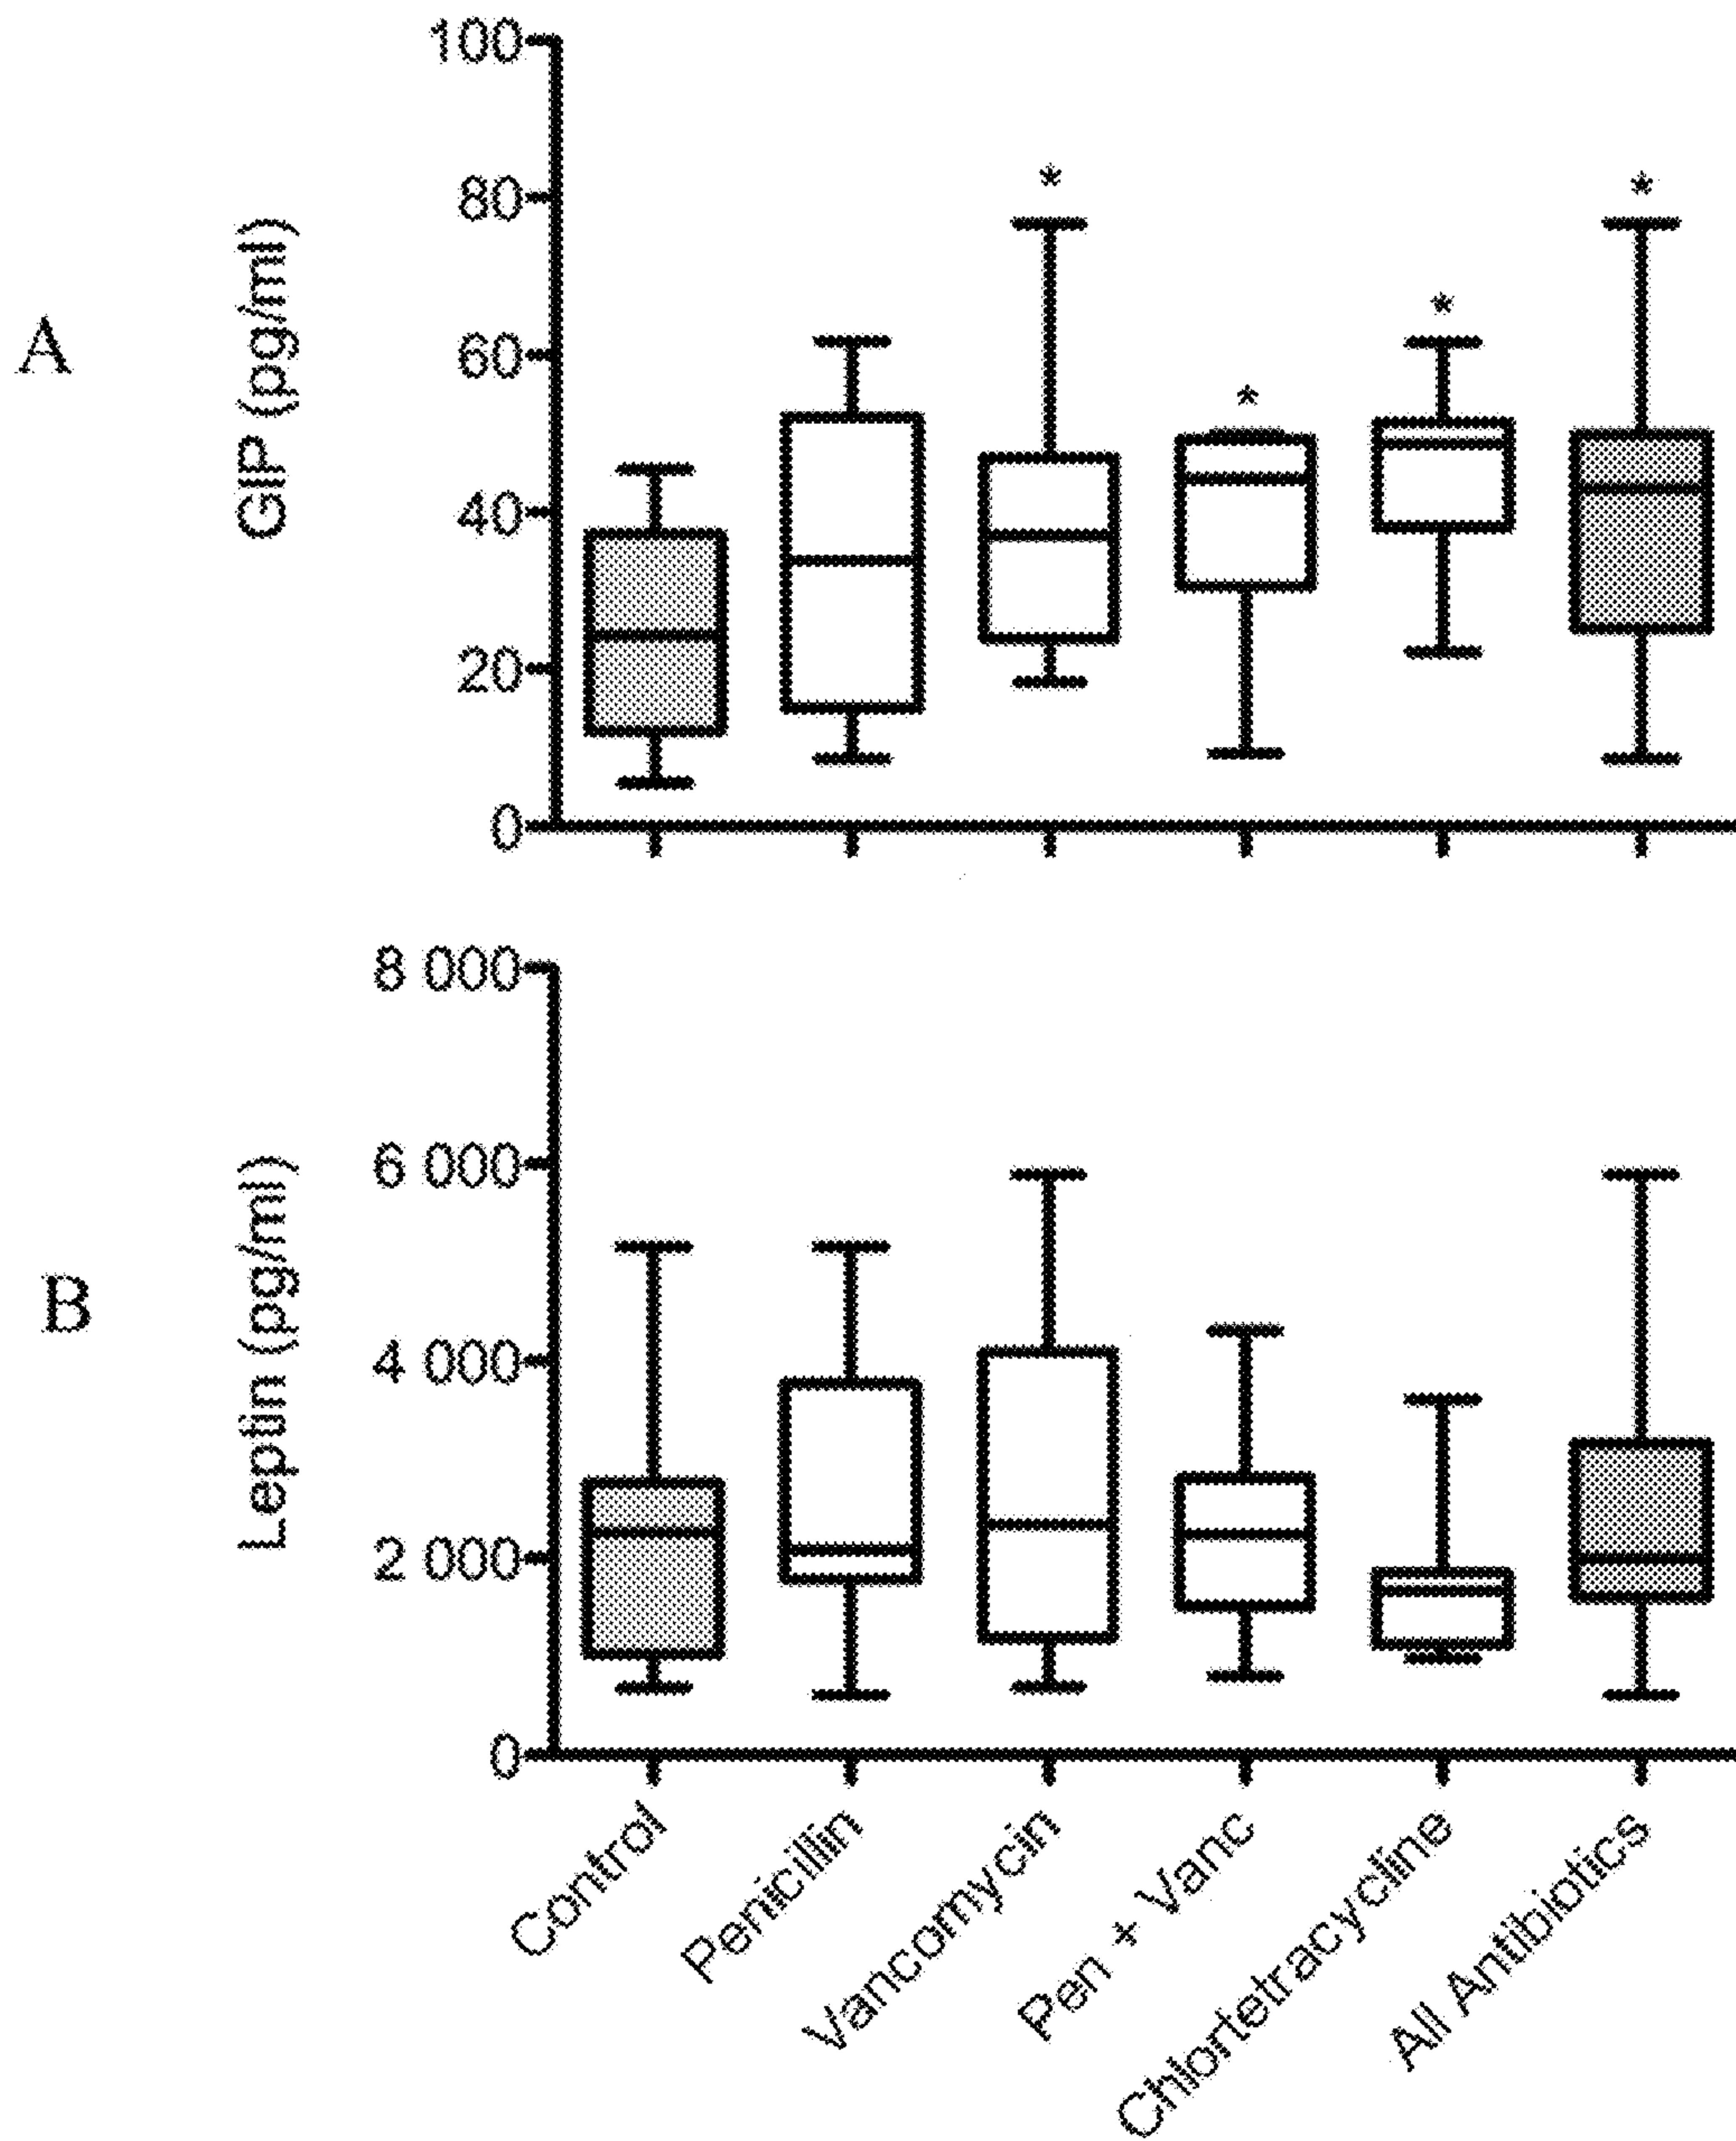 A
GIP (pg/ml)
100
80
60
40
20
0
*
*
*
*
B
Leptin (pg/ml)
8 000
6 000
4 000
2 000
0
Control
Penicillin
Vancomycin
Pen + Vanc
Chlortetracycline
All Antibiotics